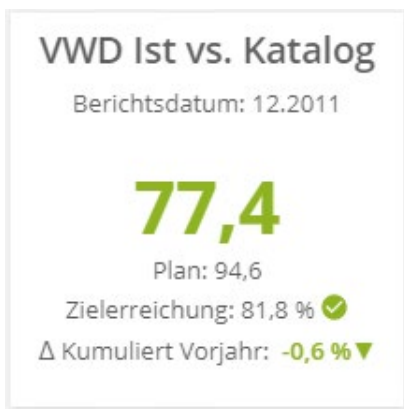 VWD Ist vs. Katalog
Berichtsdatum: 12.2011
77,4
Plan: 94,6
Zielerreichung: 81,8 %
Δ Kumuliert Vorjahr: -0,6 % ▼